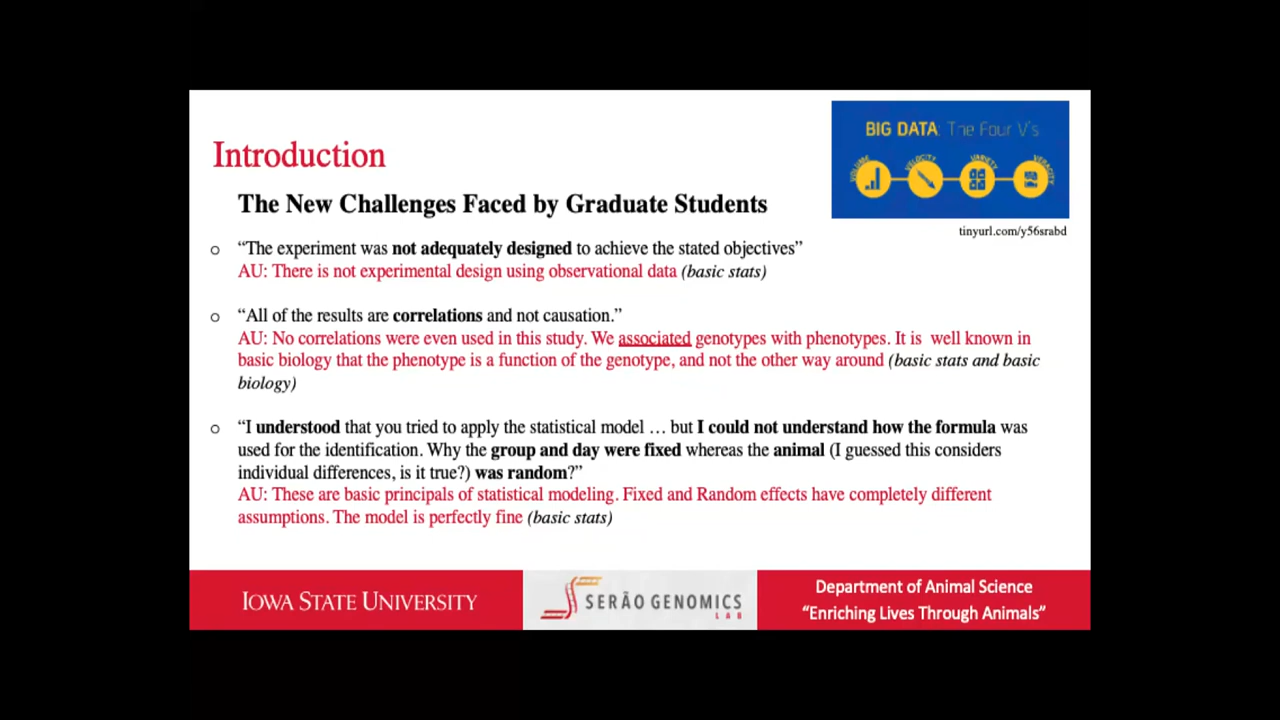 BIG DATA: The Four V's
VOLUME VELOCITY VARIETY VERACITY
tinyurl.com/y56srabd
Introduction
The New Challenges Faced by Graduate Students
o “The experiment was not adequately designed to achieve the stated objectives”
AU: There is not experimental design using observational data (basic stats)
o “All of the results are correlations and not causation.”
AU: No correlations were even used in this study. We associated genotypes with phenotypes. It is well known in
basic biology that the phenotype is a function of the genotype, and not the other way around (basic stats and basic
biology)
o “I understood that you tried to apply the statistical model … but I could not understand how the formula was
used for the identification. Why the group and day were fixed whereas the animal (I guessed this considers
individual differences, is it true?) was random?”
AU: These are basic principals of statistical modeling. Fixed and Random effects have completely different
assumptions. The model is perfectly fine (basic stats)
IOWA STATE UNIVERSITY
SERÃO GENOMICS
LAB
Department of Animal Science
“Enriching Lives Through Animals”